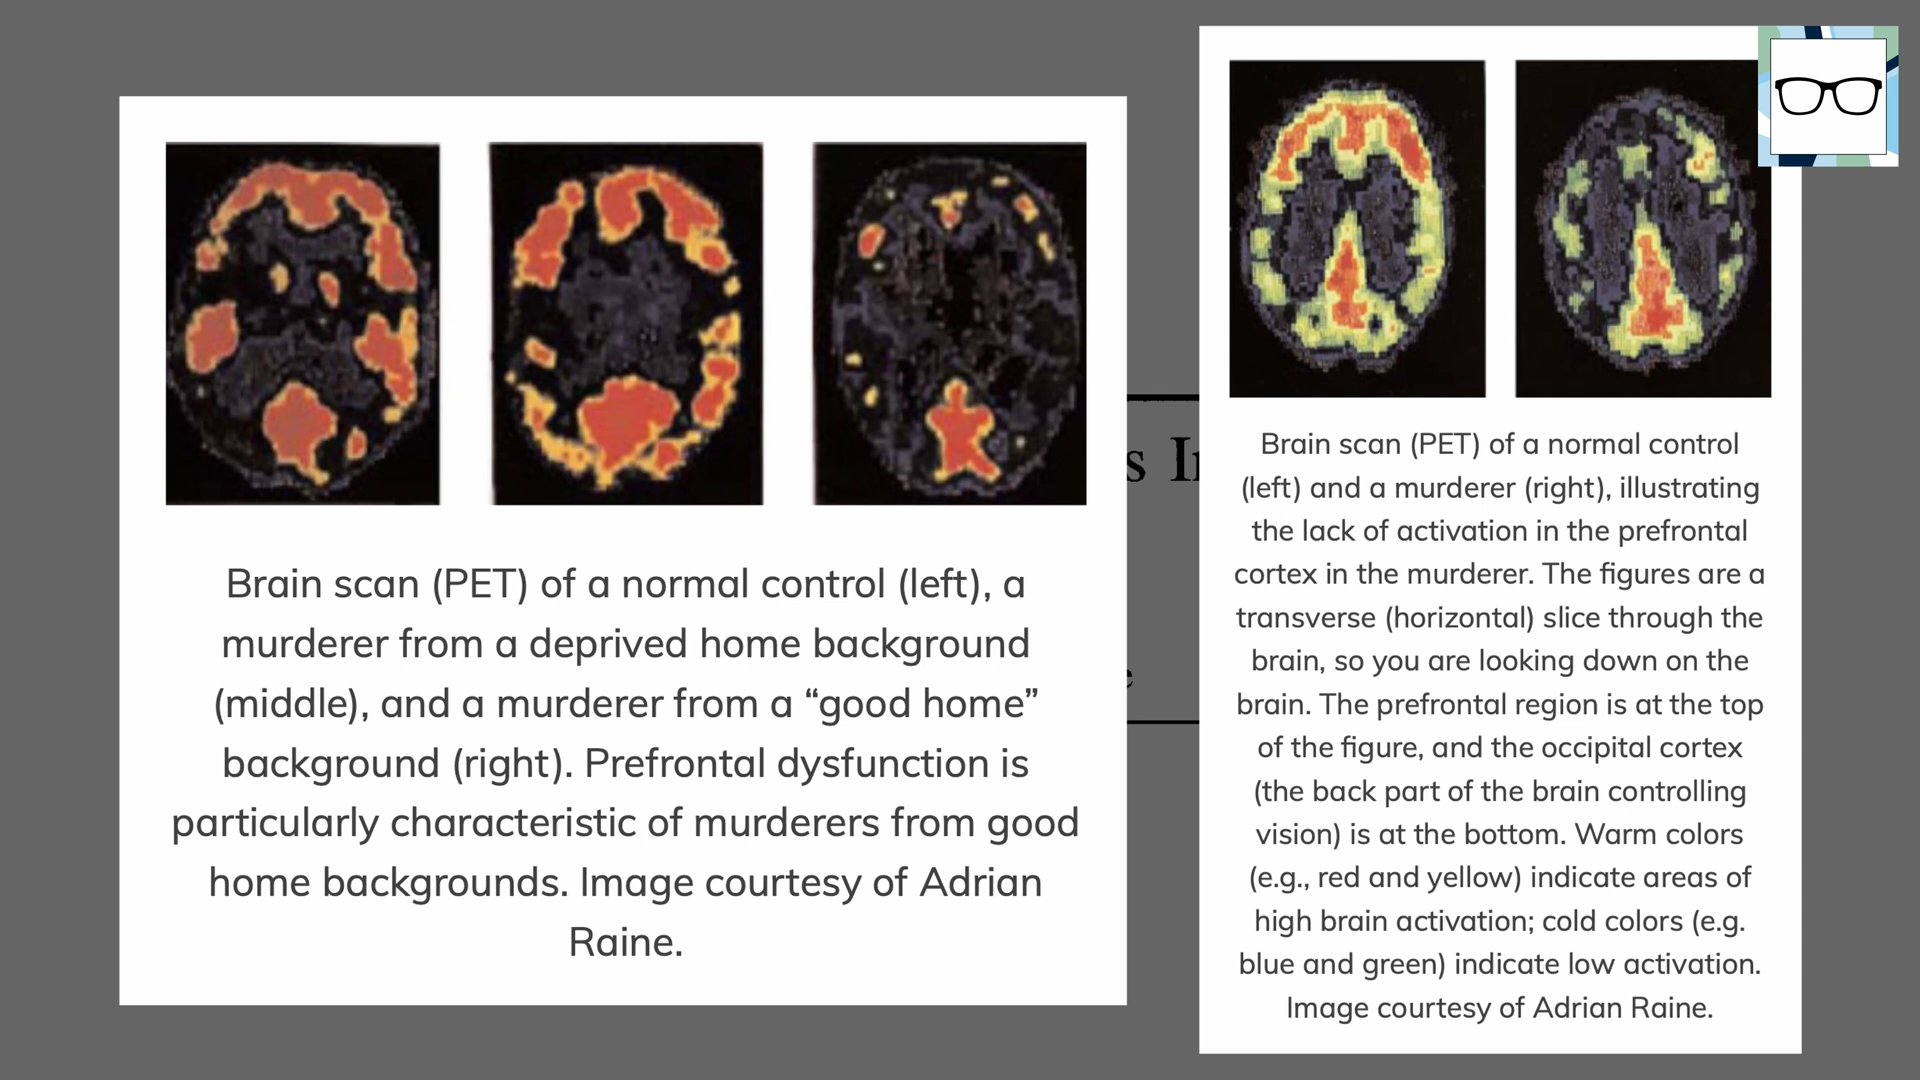 Brain scan (PET) of a normal control (left), a
murderer from a deprived home background
(middle), and a murderer from a “good home”
background (right). Prefrontal dysfunction is
particularly characteristic of murderers from good
home backgrounds. Image courtesy of Adrian
Raine.
Brain scan (PET) of a normal control
(left) and a murderer (right), illustrating
the lack of activation in the prefrontal
cortex in the murderer. The figures are a
transverse (horizontal) slice through the
brain, so you are looking down on the
brain. The prefrontal region is at the top
of the figure, and the occipital cortex
(the back part of the brain controlling
vision) is at the bottom. Warm colors
(e.g., red and yellow) indicate areas of
high brain activation; cold colors (e.g.
blue and green) indicate low activation.
Image courtesy of Adrian Raine.